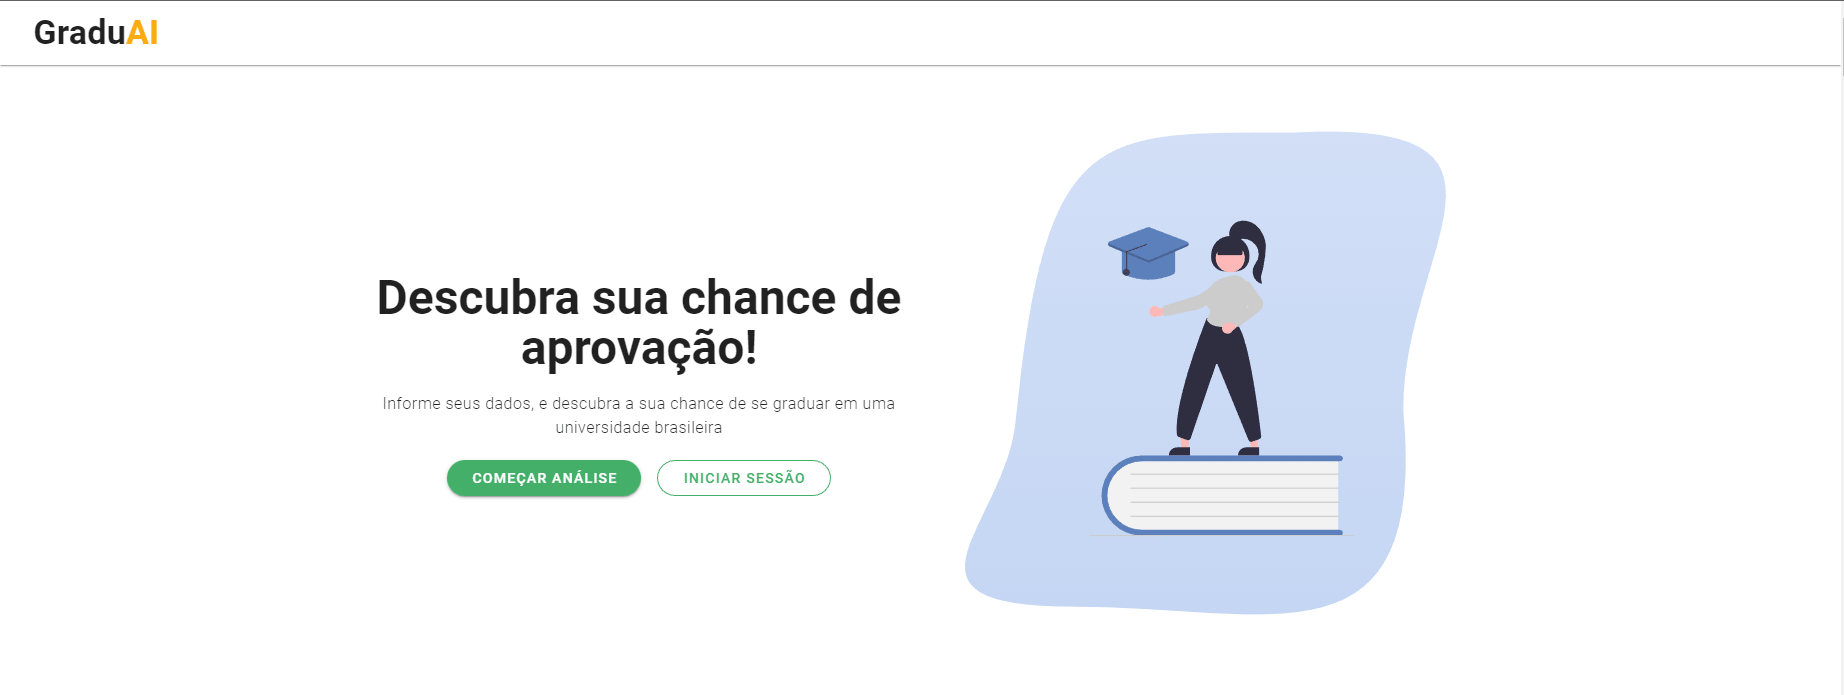 GraduAI
Descubra sua chance de
aprovação!
Informe seus dados, e descubra a sua chance de se graduar em uma
universidade brasileira
COMEÇAR ANÁLISE
INICIAR SESSÃO